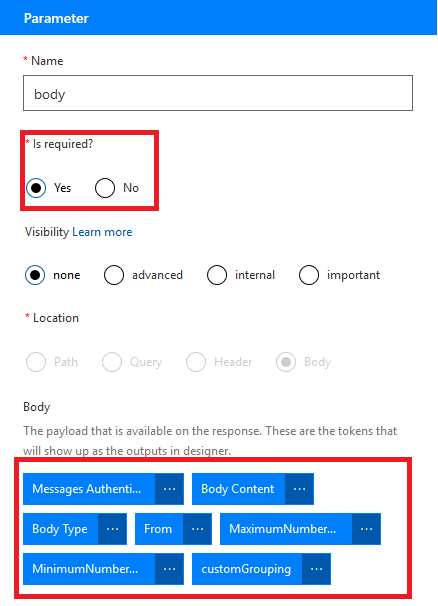 Parameter
* Name
body
* Is required?
Yes No
Visibility Learn more
none advanced internal important
* Location
Path Query Header Body
Body
The payload that is available on the response. These are the tokens that
will show up as the outputs in designer.
Messages Authenti... ... Body Content ...
Body Type ... From ... MaximumNumber... ...
MinimumNumber... ... customGrouping ...